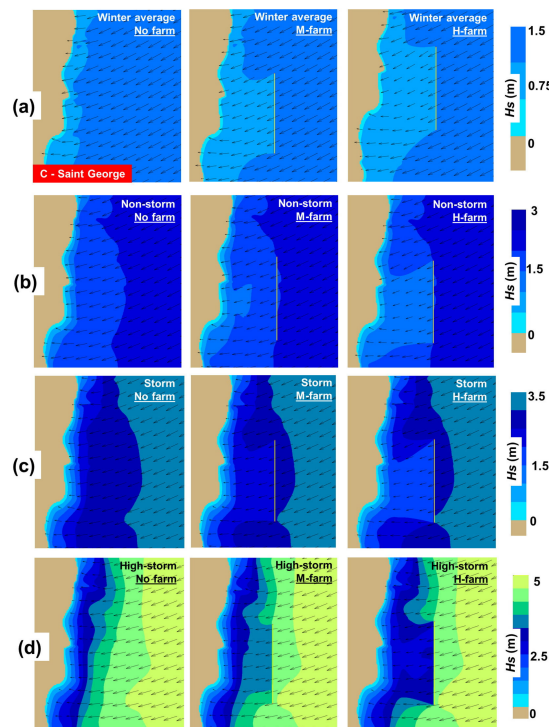 (a)
Winter average
No farm
Winter average
M-farm
Winter average
H-farm
C - Saint George
1.5
0.75
0
Hs (m)
(b)
Non-storm
No farm
Non-storm
M-farm
Non-storm
H-farm
3
1.5
0
Hs (m)
(c)
Storm
No farm
Storm
M-farm
Storm
H-farm
3.5
1.5
0
Hs (m)
(d)
High-storm
No farm
High-storm
M-farm
High-storm
H-farm
5
2.5
0
Hs (m)